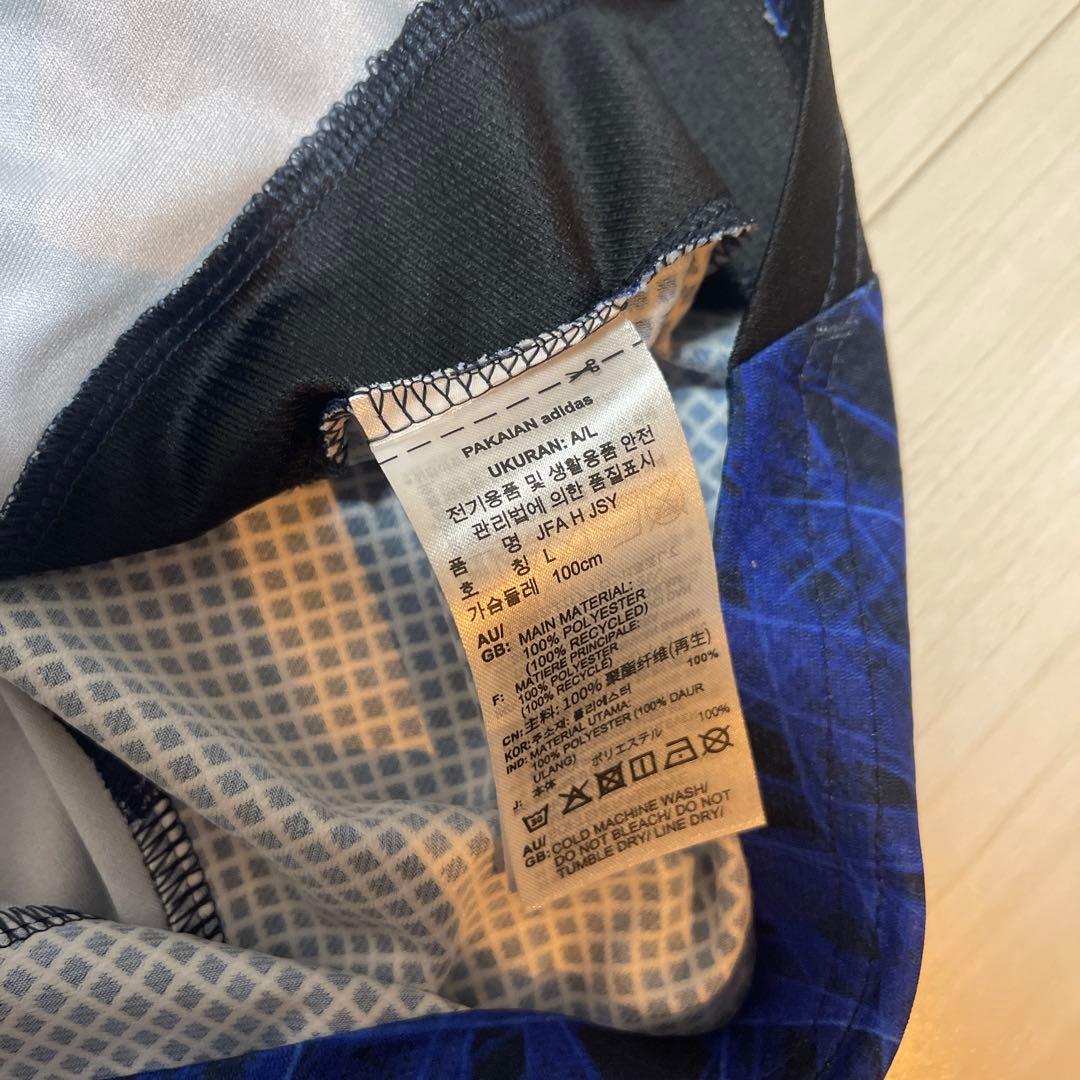 PAKAIAN adidas
UKURAN: A/L
전기용품 및 생활용품 안전
관리법에 의한 품질표시
품 명 JFA H JSY
호 칭 L
가슴둘레 100cm
AU/
GB: MAIN MATERIAL:
100% POLYESTER
(100% RECYCLED)
F: MATIERE PRINCIPALE:
100% POLYESTER
(100% RECYCLE)
CN: 主料: 100% 聚酯纤维(再生)
KOR: 주소재: 폴리에스터 100%
IND: MATERIAL UTAMA:
100% POLYESTER (100% DAUR
ULANG)
J: 本体 ポリエステル 100%
30
AU/
GB: COLD MACHINE WASH/
DO NOT BLEACH/ DO NOT
TUMBLE DRY/ LINE DRY/